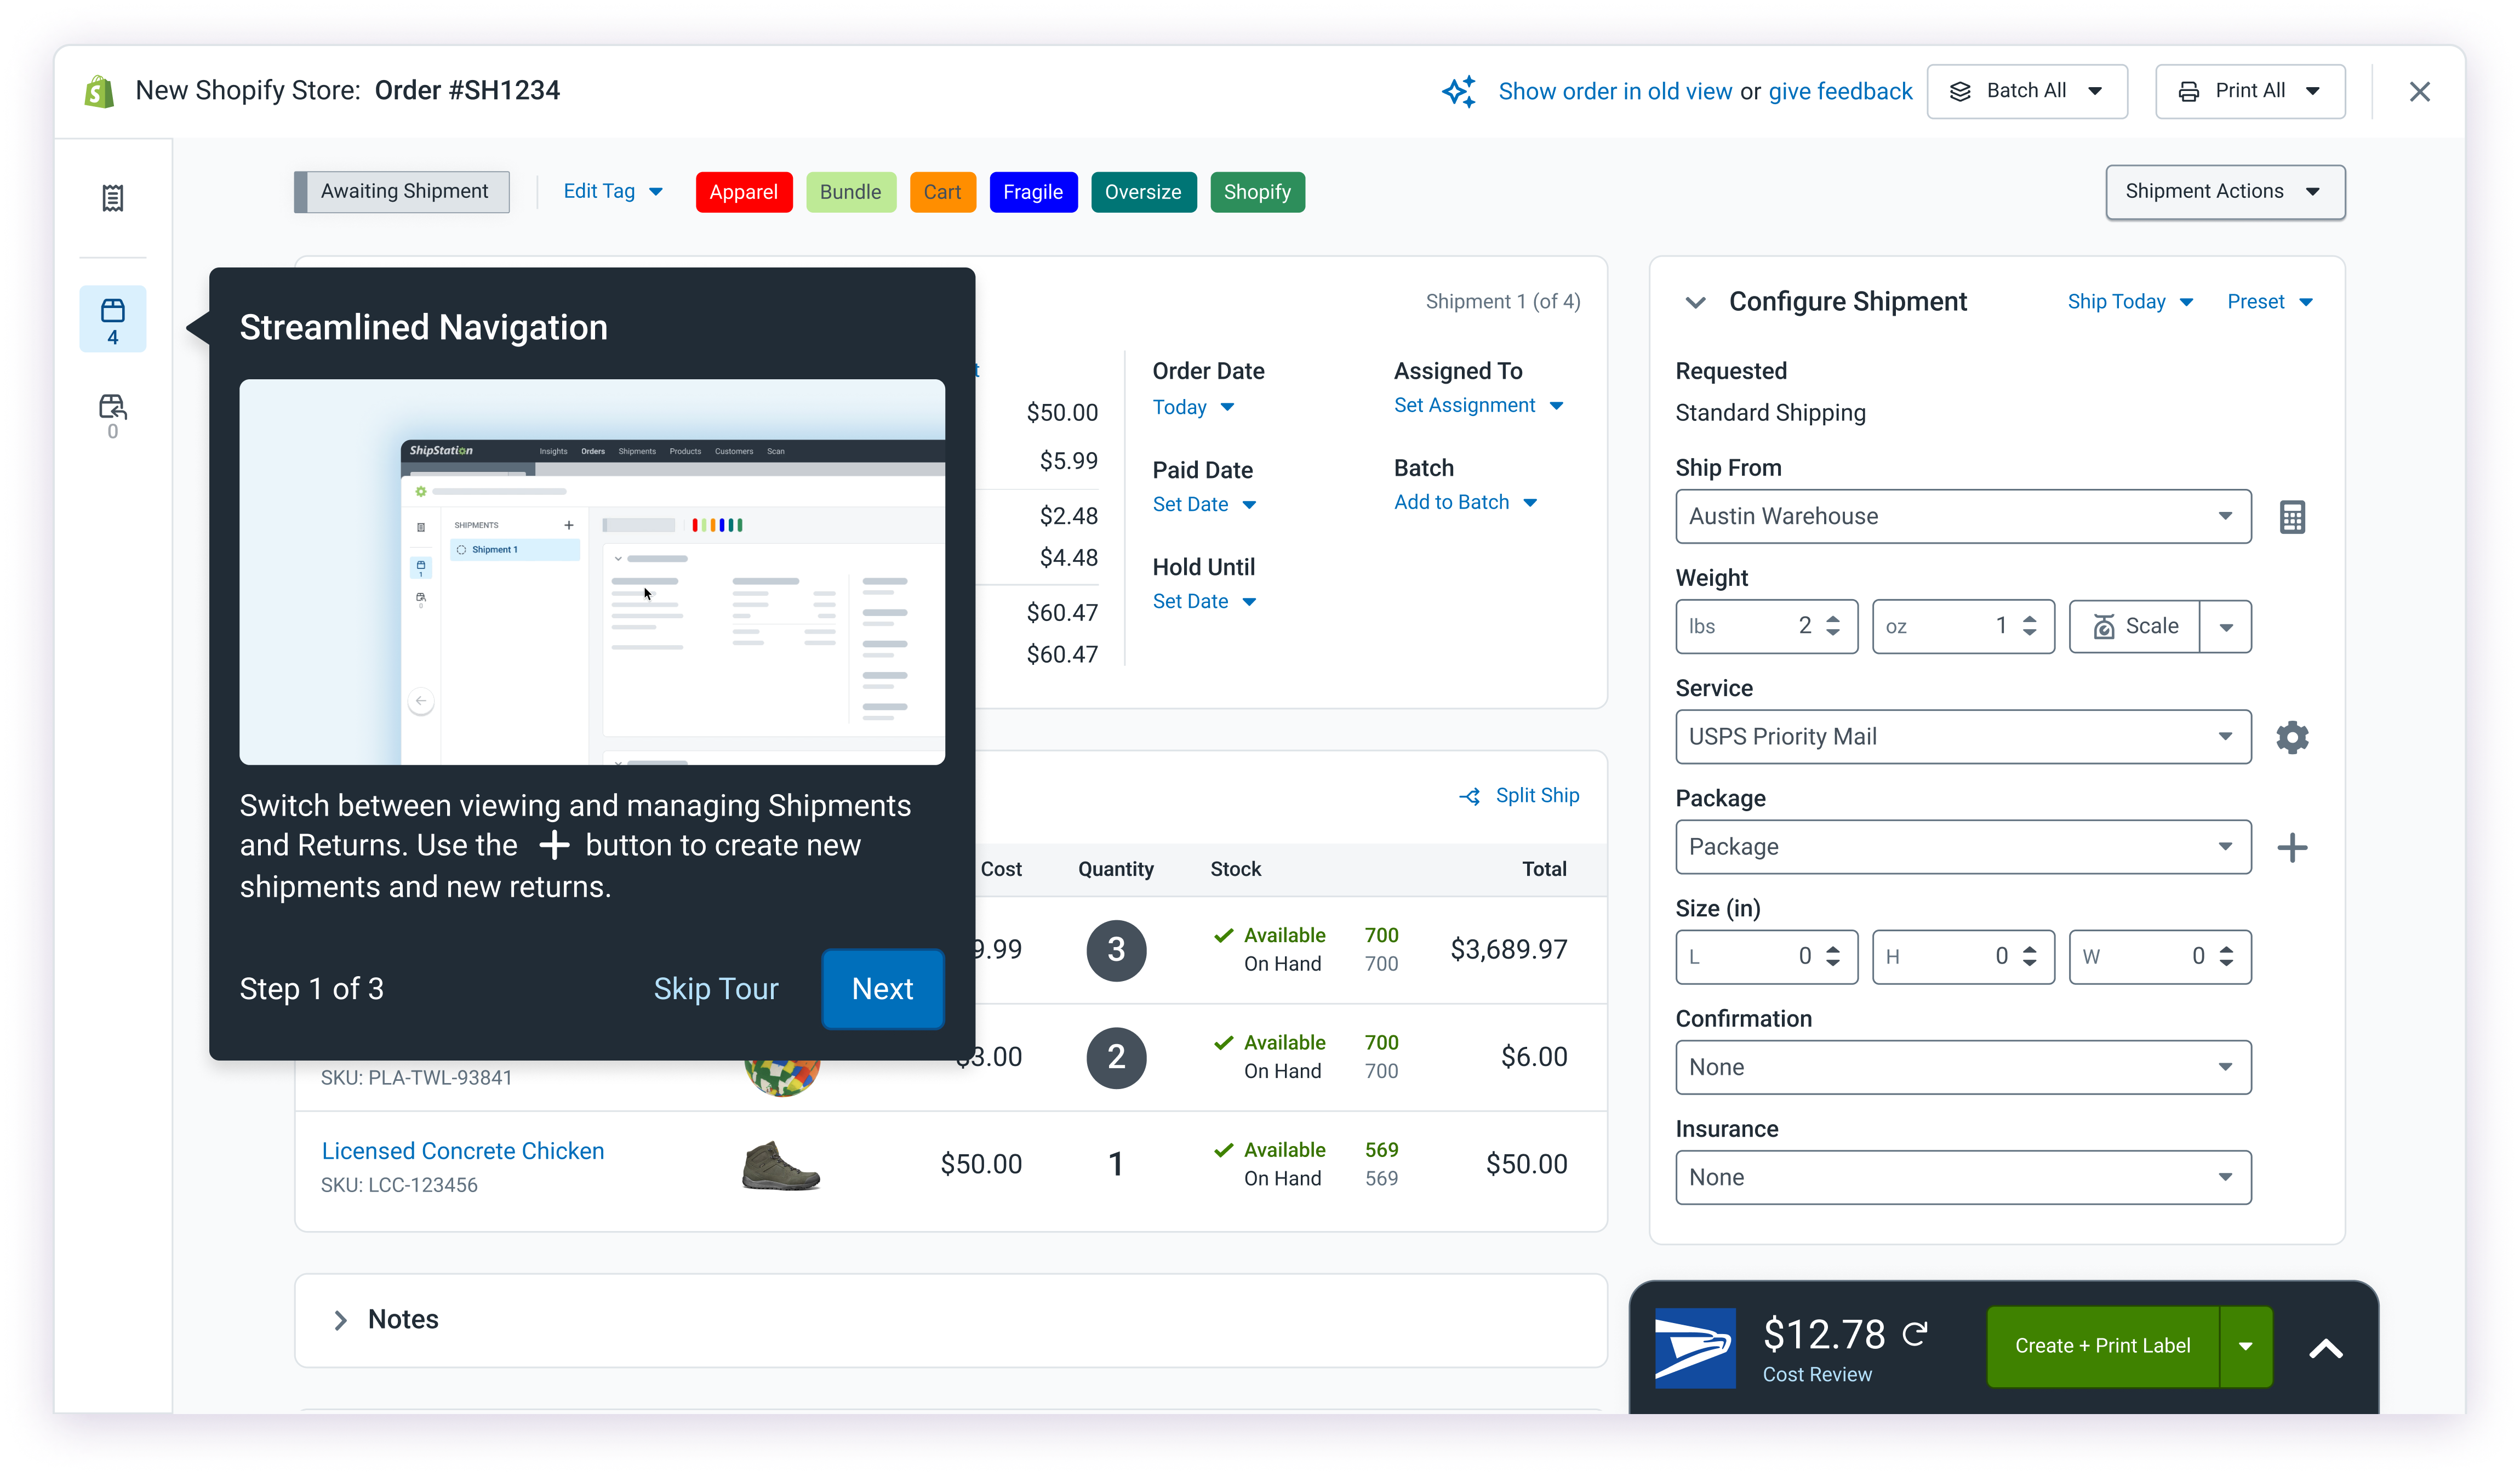 New Shopify Store: Order #SH1234
Show order in old view or give feedback
Batch All
Print All
Awaiting Shipment
Edit Tag
Apparel
Bundle
Cart
Fragile
Oversize
Shopify
Shipment Actions
4
0
Streamlined Navigation
ShipStation
Insights
Orders
Shipments
Products
Customers
Scan
SHIPMENTS
Shipment 1
1
0
Switch between viewing and managing Shipments
and Returns. Use the + button to create new
shipments and new returns.
Step 1 of 3
Skip Tour
Next
Shipment 1 (of 4)
$50.00
$5.99
$2.48
$4.48
$60.47
$60.47
Order Date
Today
Paid Date
Set Date
Hold Until
Set Date
Assigned To
Set Assignment
Batch
Add to Batch
Split Ship
Cost
Quantity
Stock
Total
9.99
3
Available 700
On Hand 700
$3,689.97
SKU: PLA-TWL-93841
$3.00
2
Available 700
On Hand 700
$6.00
Licensed Concrete Chicken
SKU: LCC-123456
$50.00
1
Available 569
On Hand 569
$50.00
Notes
Configure Shipment
Ship Today
Preset
Requested
Standard Shipping
Ship From
Austin Warehouse
Weight
lbs 2
oz 1
Scale
Service
USPS Priority Mail
Package
Package
Size (in)
L 0
H 0
W 0
Confirmation
None
Insurance
None
$12.78
Cost Review
Create + Print Label